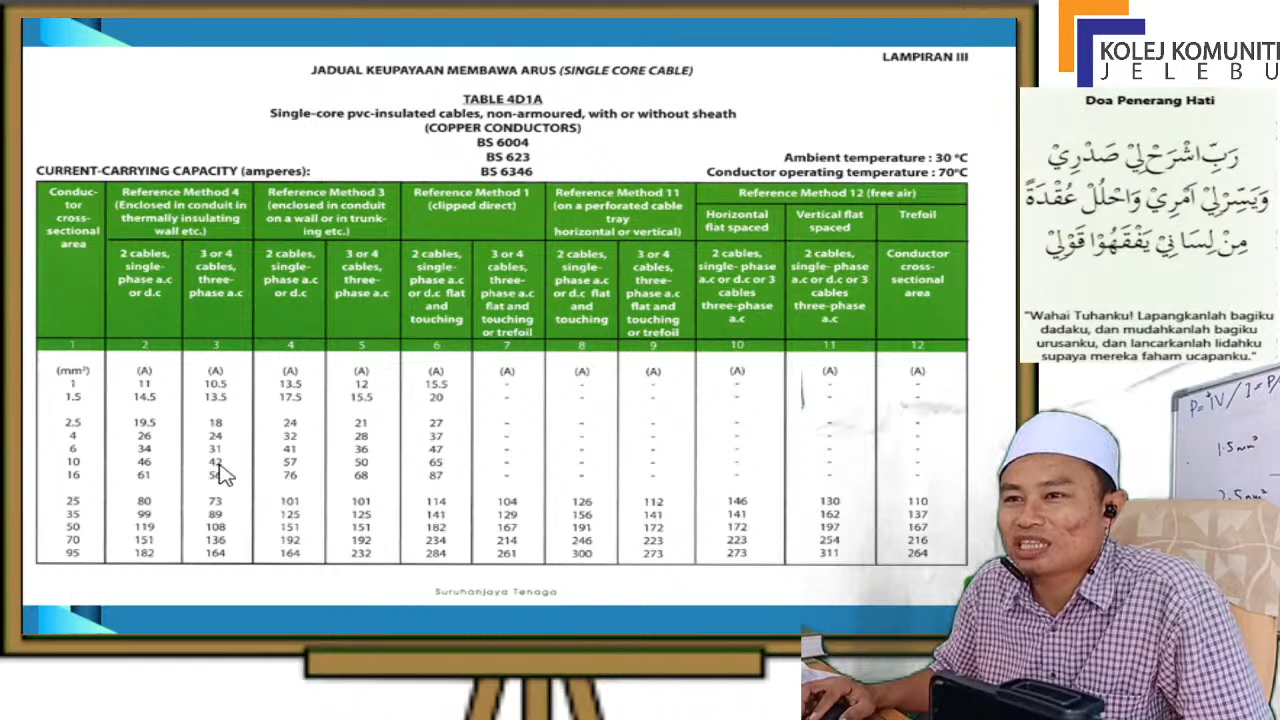 LAMPIRAN III
JADUAL KEUPAYAAN MEMBAWA ARUS (SINGLE CORE CABLE)
TABLE 4D1A
Single-core pvc-insulated cables, non-armoured, with or without sheath
(COPPER CONDUCTORS)
BS 6004
BS 623
BS 6346
Ambient temperature : 30 °C
CURRENT-CARRYING CAPACITY (amperes):
Conductor operating temperature : 70°C
Conduc-
tor
cross-
sectional
area
Reference Method 4
(Enclosed in conduit in
thermally insulating
wall etc.)
Reference Method 3
(enclosed in conduit
on a wall or in trunk-
ing etc.)
Reference Method 1
(clipped direct)
Reference Method 11
(on a perforated cable
tray
horizontal or vertical)
Reference Method 12 (free air)
Horizontal
flat spaced
Vertical flat
spaced
Trefoil
2 cables,
single-
phase a.c
or d.c
3 or 4
cables,
three-
phase a.c
2 cables,
single-
phase a.c
or d.c
3 or 4
cables,
three-
phase a.c
2 cables,
single-
phase a.c
or d.c flat
and
touching
3 or 4
cables,
three-
phase a.c
flat and
touching
or trefoil
2 cables,
single-
phase a.c
or d.c flat
and
touching
3 or 4
cables,
three-
phase a.c
flat and
touching
or trefoil
2 cables,
single- phase
a.c or d.c or 3
cables
three-phase
a.c
2 cables,
single- phase
a.c or d.c or 3
cables
three-phase
a.c
Conductor
cross-
sectional
area
1 2 3 4 5 6 7 8 9 10 11 12
(mm²) (A) (A) (A) (A) (A) (A) (A) (A) (A) (A) (A)
1 11 10.5 13.5 12 15.5 - - - - - -
1.5 14.5 13.5 17.5 15.5 20 - - - - - -
2.5 19.5 18 24 21 27 - - - - - -
4 26 24 32 28 37 - - - - - -
6 34 31 41 36 47 - - - - - -
10 46 42 57 50 65 - - - - - -
16 61 76 68 87 - - - - - -
25 80 73 101 101 114 104 126 112 146 130 110
35 99 89 125 125 141 129 156 141 141 162 137
50 119 108 151 151 182 167 191 172 172 197 167
70 151 136 192 192 234 214 246 223 223 254 216
95 182 164 164 232 284 261 300 273 273 311 264
Suruhanjaya Tenaga
KOLEJ KOMUNITI
JELEBU
Doa Penerang Hati
رَبِّ اشْرَحْ لِيْ صَدْرِيْ
وَيَسِّرْلِيْ اَمْرِيْ وَاحْلُلْ عُقْدَةً
مِنْ لِسَانِيْ يَفْقَهُوْا قَوْلِيْ
"Wahai Tuhanku! Lapangkanlah bagiku
dadaku, dan mudahkanlah bagiku
urusanku, dan lancarkanlah lidahku
supaya mereka faham ucapanku."
1.5mm²
2.5mm²